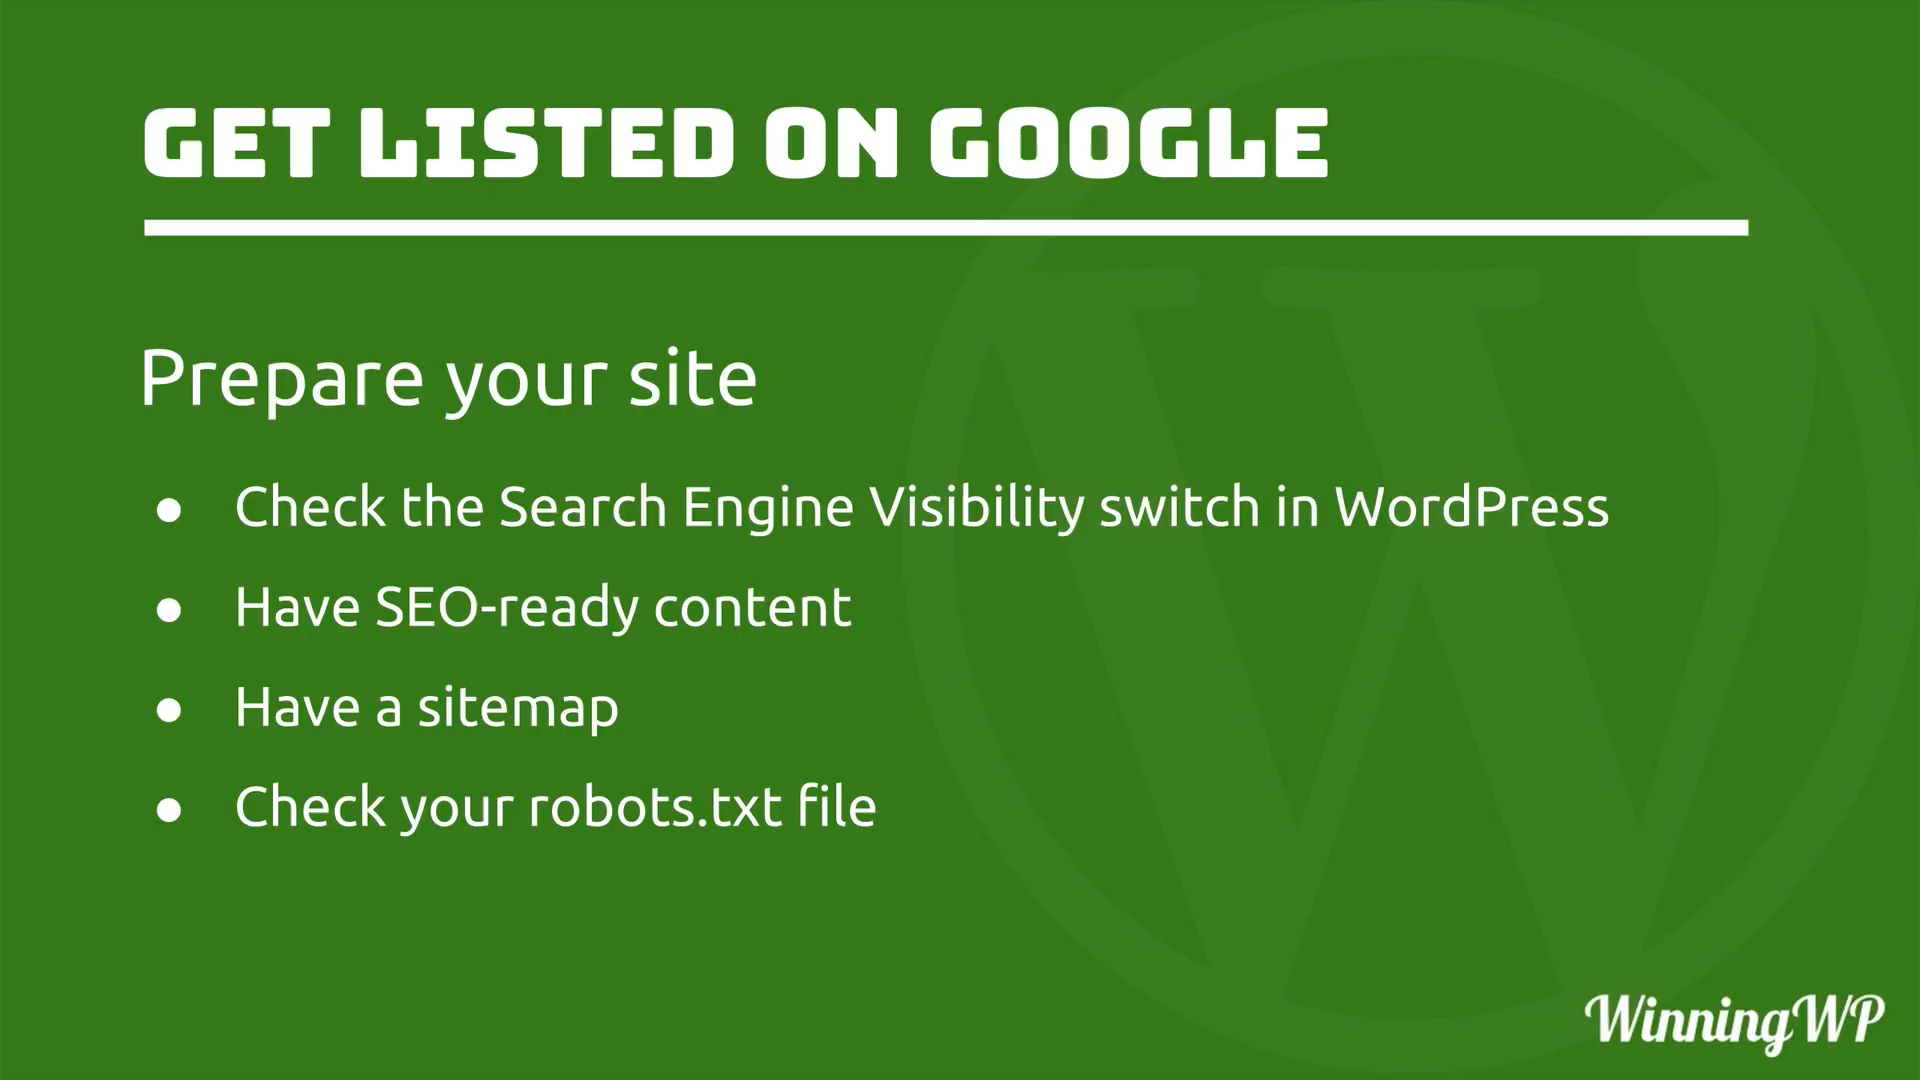 GET LISTED ON GOOGLE
Prepare your site
● Check the Search Engine Visibility switch in WordPress
● Have SEO-ready content
● Have a sitemap
● Check your robots.txt file
WinningWP